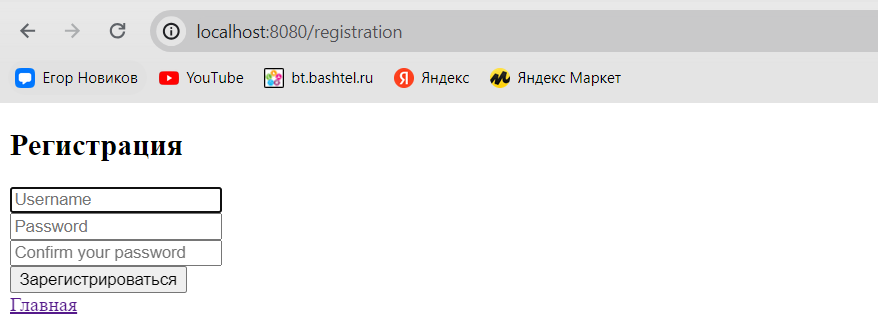 localhost:8080/registration
Егор Новиков YouTube bt.bashtel.ru Яндекс Яндекс Маркет
Регистрация
Username
Password
Confirm your password
Зарегистрироваться
Главная